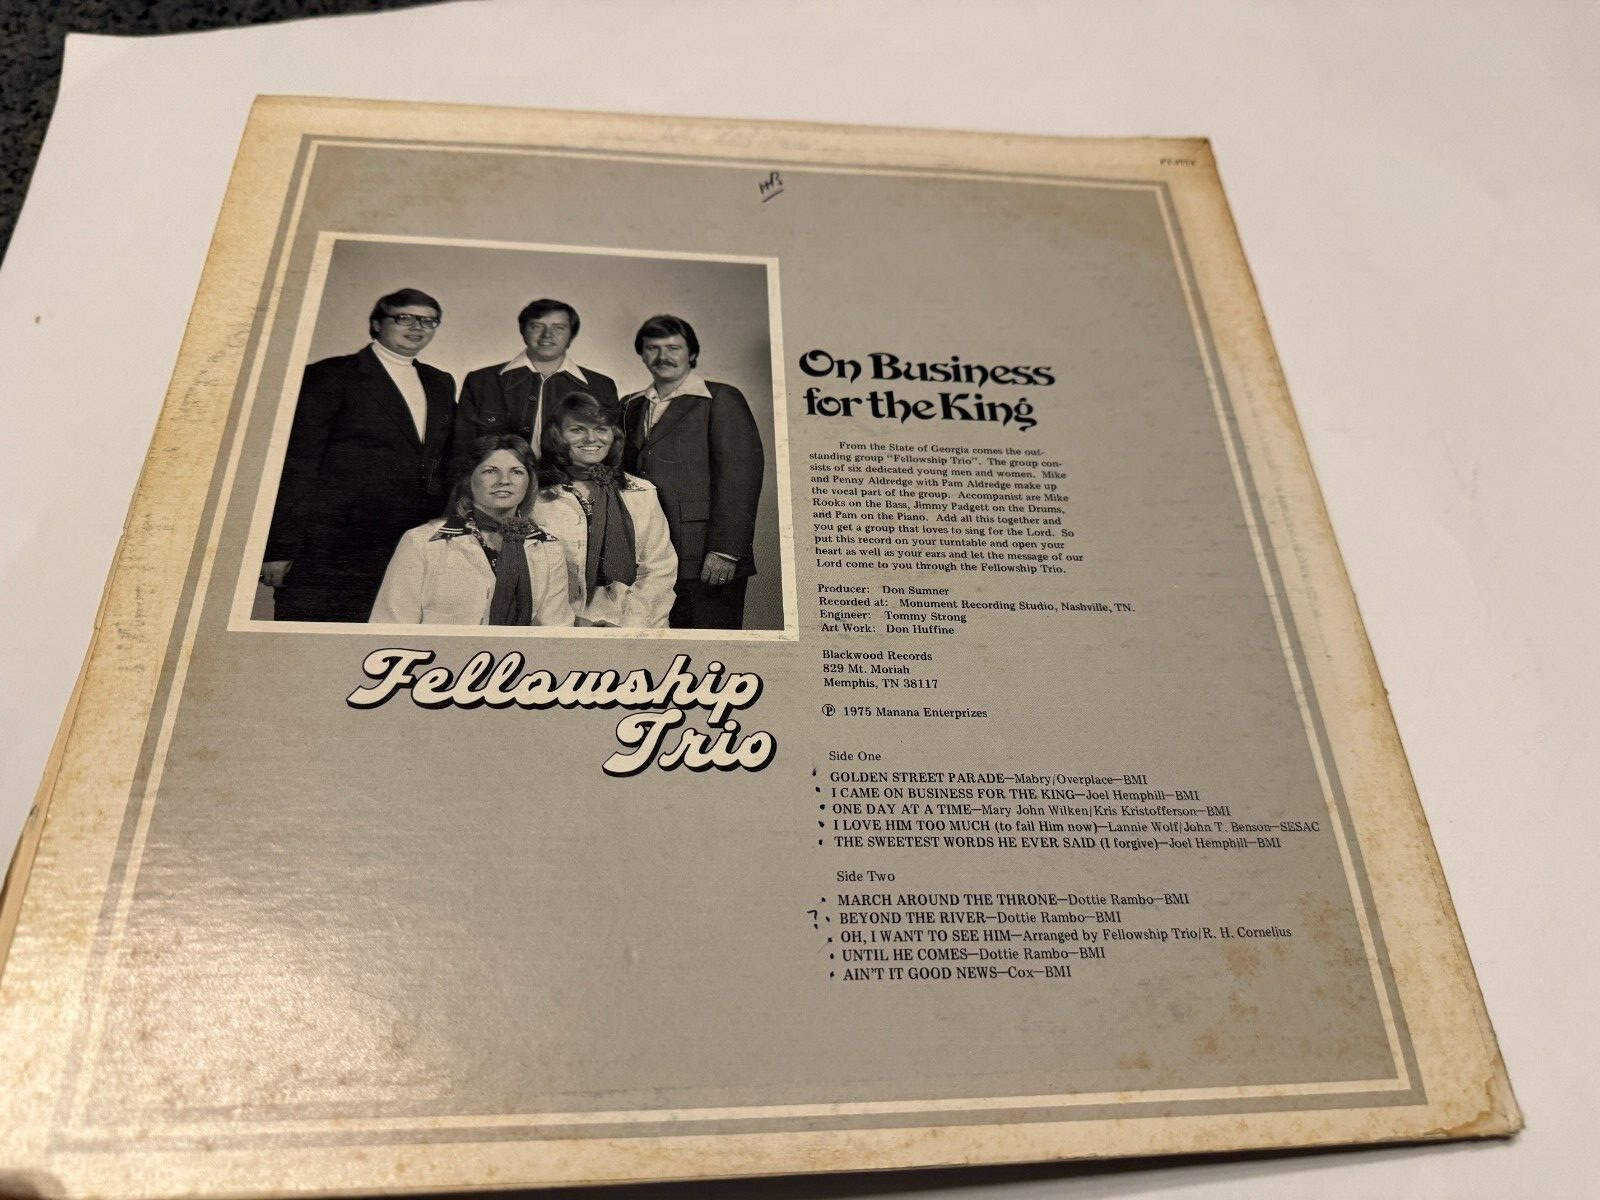 On Business
for the King
From the State of Georgia comes the out-
standing group "Fellowship Trio". The group con-
sists of six dedicated young men and women. Mike
and Penny Aldredge with Pam Aldredge make up
the vocal part of the group. Accompanist are Mike
Rooks on the Bass, Jimmy Padgett on the Drums,
and Pam on the Piano. Add all this together and
you get a group that loves to sing for the Lord. So
put this record on your turntable and open your
heart as well as your ears and let the message of our
Lord come to you through the Fellowship Trio.
Producer: Don Sumner
Recorded at: Monument Recording Studio, Nashville, TN.
Engineer: Tommy Strong
Art Work: Don Huffine
Blackwood Records
829 Mt. Moriah
Memphis, TN 38117
℗ 1975 Manana Enterprizes
Fellowship
Trio
Side One
GOLDEN STREET PARADE—Mabry/Overplace—BMI
I CAME ON BUSINESS FOR THE KING—Joel Hemphill—BMI
ONE DAY AT A TIME—Mary John Wilken/Kris Kristofferson—BMI
I LOVE HIM TOO MUCH (to fail Him now)—Lannie Wolf/John T. Benson—SESAC
THE SWEETEST WORDS HE EVER SAID (I forgive)—Joel Hemphill—BMI
Side Two
MARCH AROUND THE THRONE—Dottie Rambo—BMI
BEYOND THE RIVER—Dottie Rambo—BMI
OH, I WANT TO SEE HIM—Arranged by Fellowship Trio/R. H. Cornelius
UNTIL HE COMES—Dottie Rambo—BMI
AIN'T IT GOOD NEWS—Cox—BMI